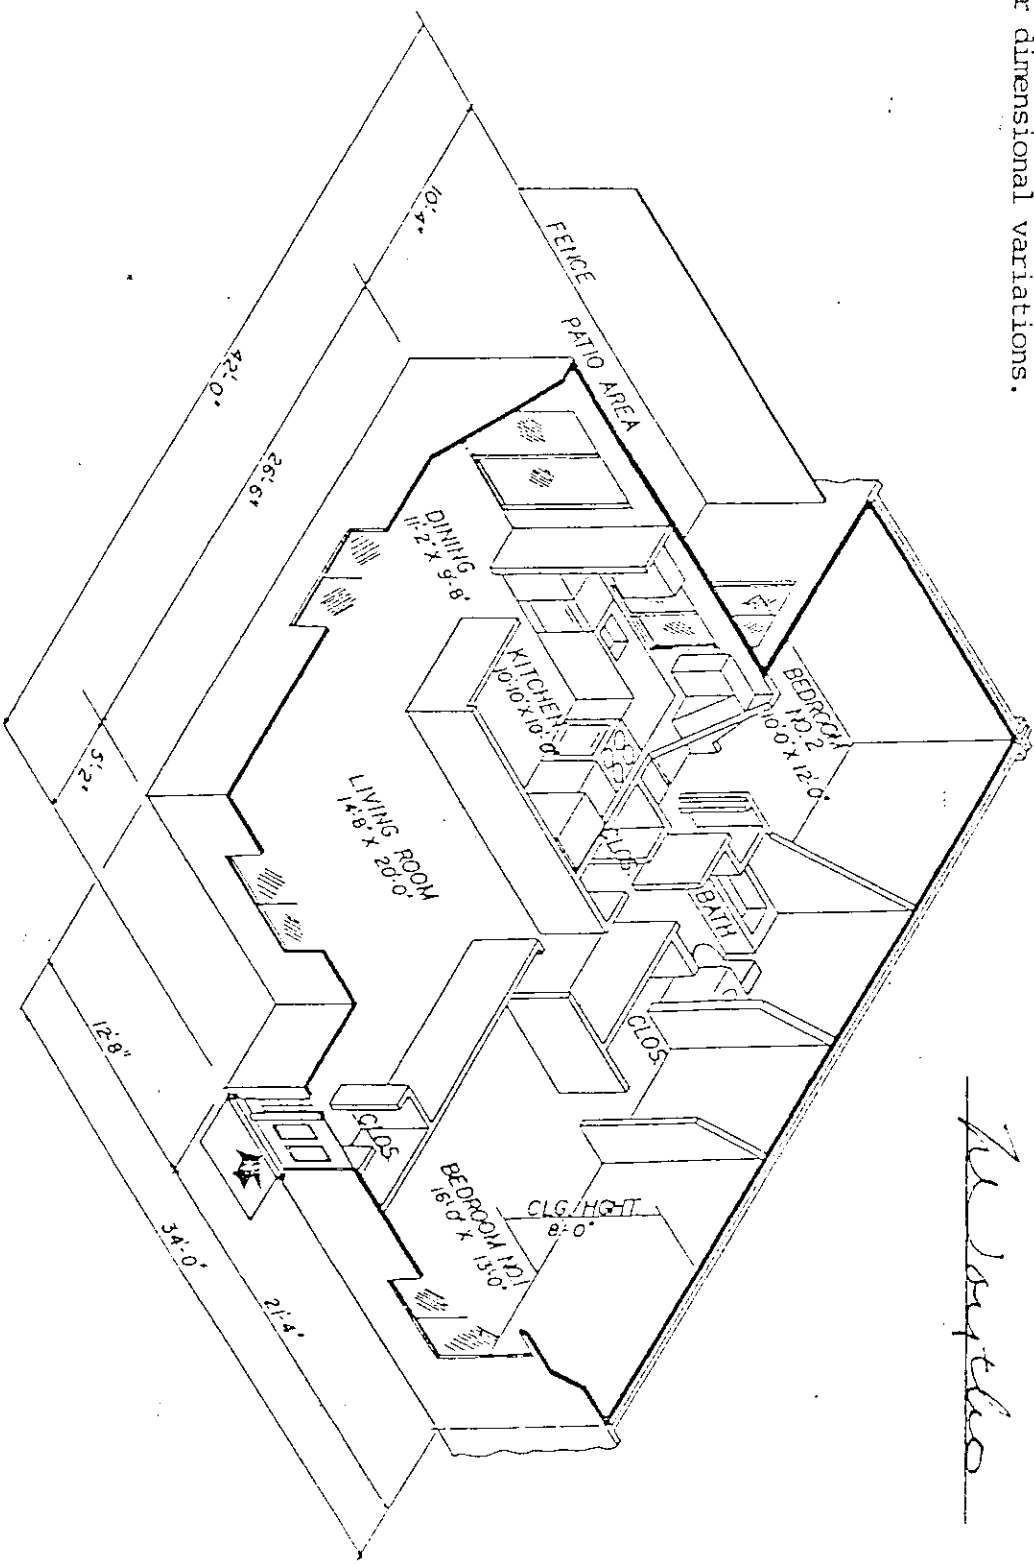 r dimensional variations.
FENCE
PATIO AREA
10'-4"
42'-0"
26'-6"
5'-2"
DINING
11'-2" X 9'-8"
KITCHEN
10'-10" X 10'-0"
BEDROOM
NO. 2
10'-0" X 12'-0"
LIVING ROOM
14'-8" X 20'-0"
CLOS.
BATH
CLOS.
CLOS.
BEDROOM NO.1
16'-0" X 13'-0"
CLG. HGHT.
8'-0"
12'-8"
34'-0"
21'-4"